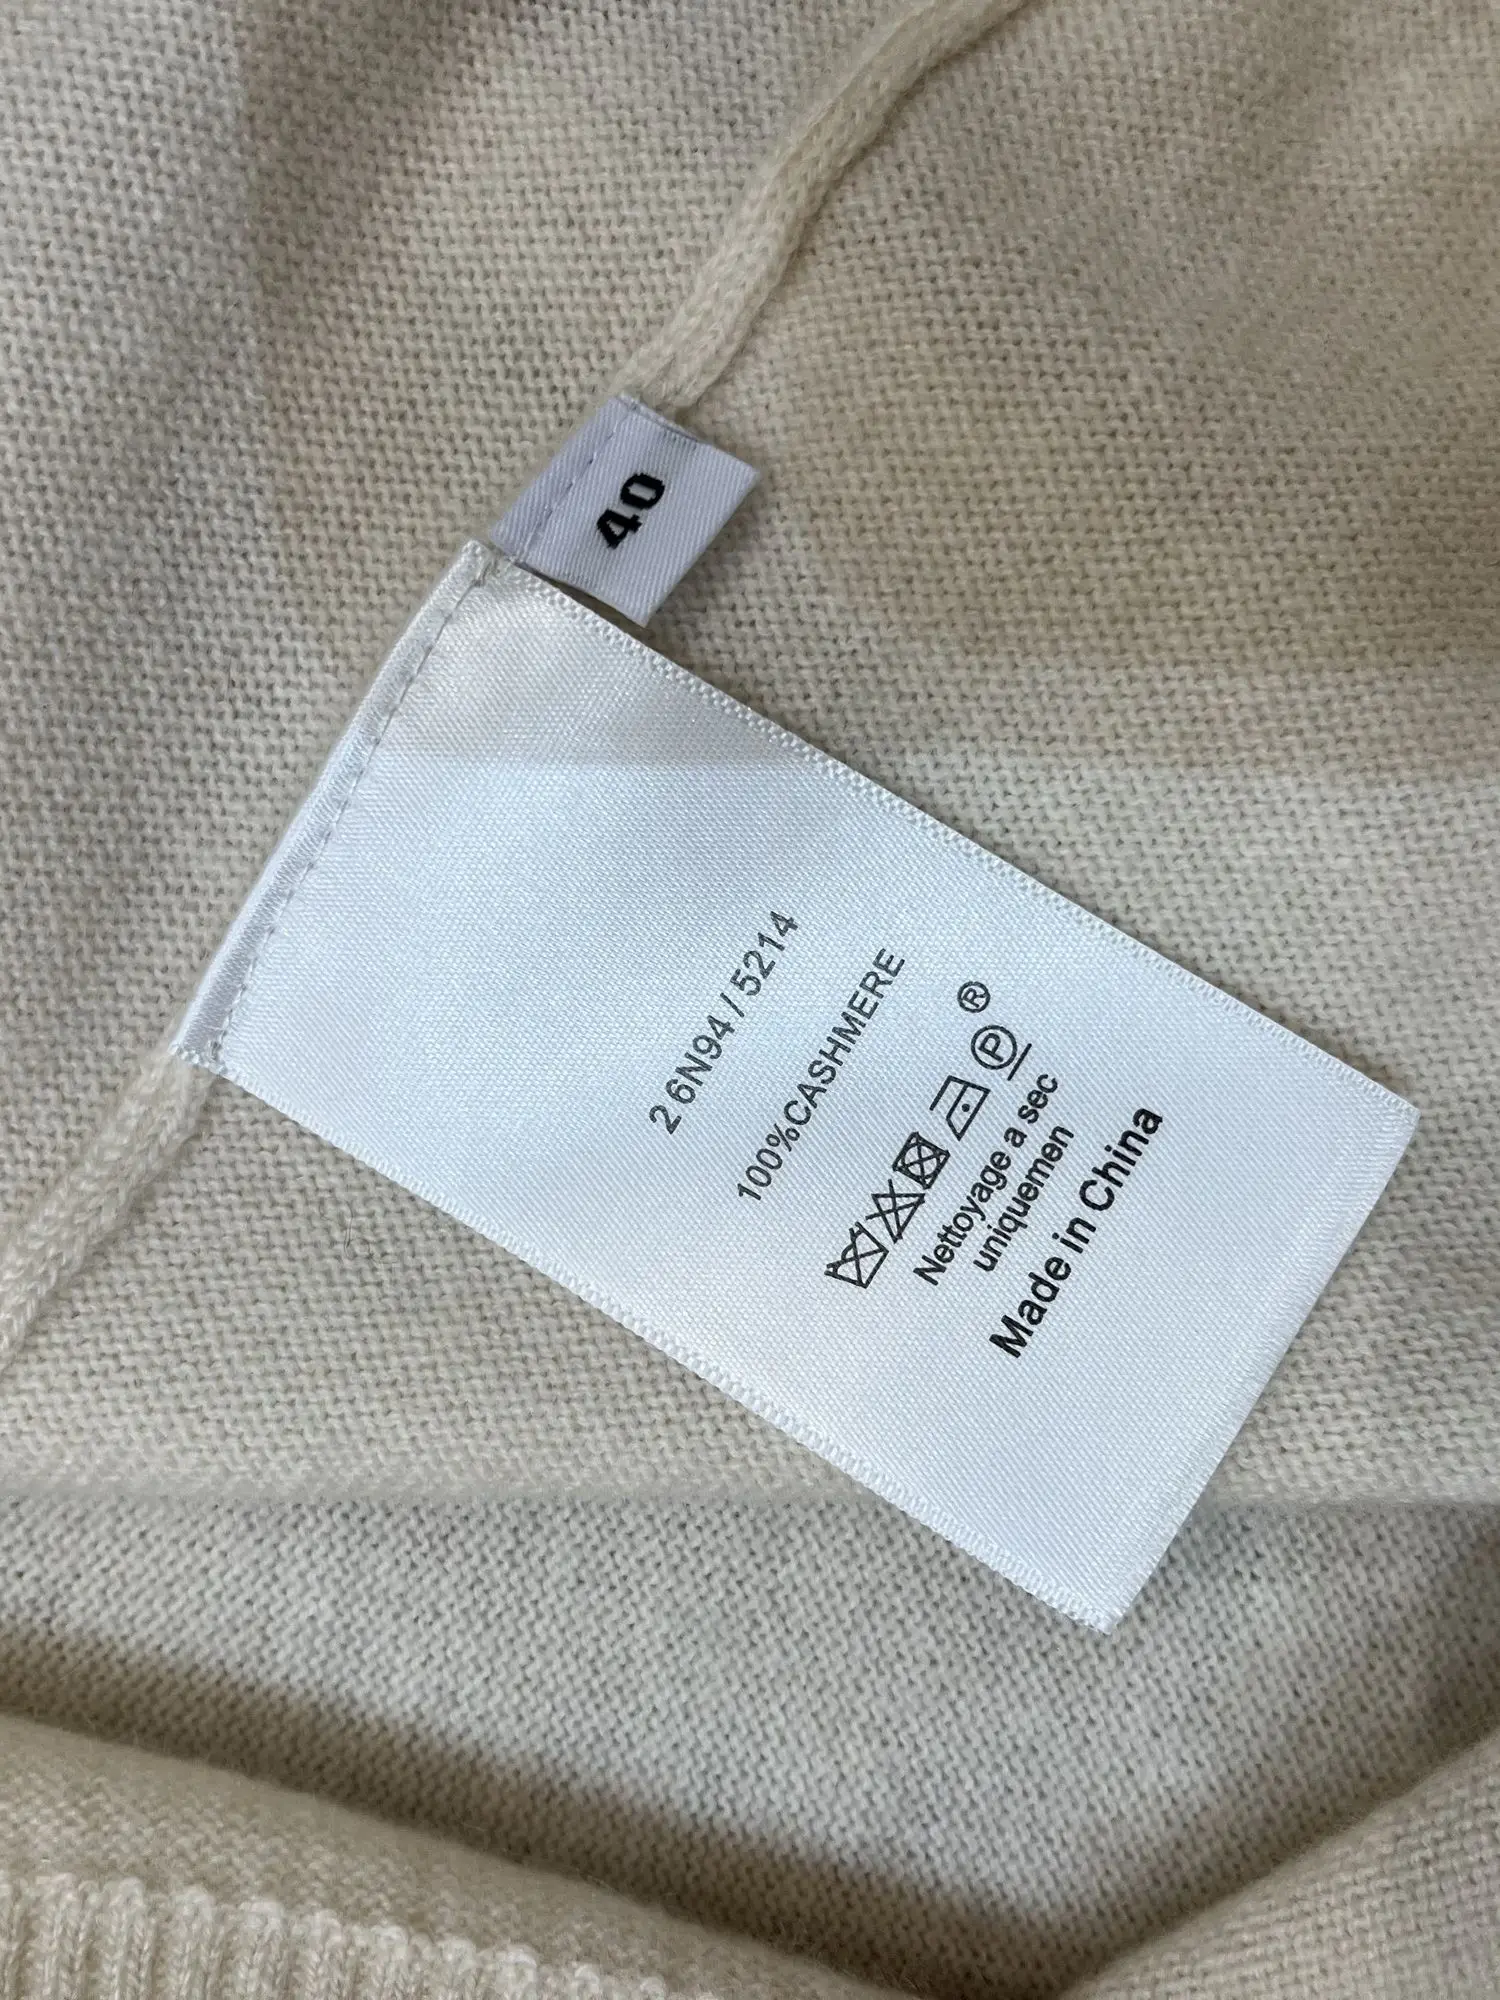 40
26N94/5214
100%CASHMERE
P ®
Nettoyage a sec
uniquemen
Made in China